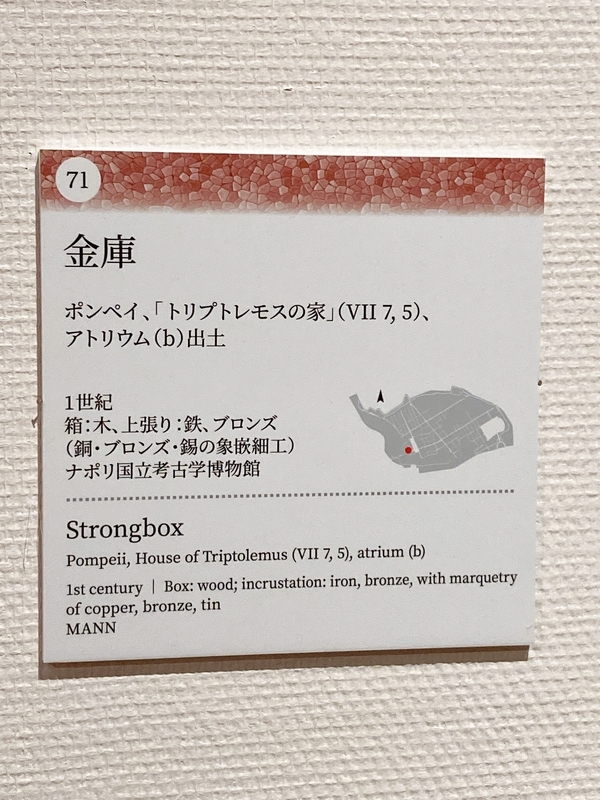 71
金庫
ポンペイ、「トリプトレモスの家」（VII 7, 5）、
アトリウム（b）出土
1世紀
箱：木、上張り：鉄、ブロンズ
（銅・ブロンズ・錫の象嵌細工）
ナポリ国立考古学博物館
Strongbox
Pompeii, House of Triptolemus (VII 7, 5), atrium (b)
1st century | Box: wood; incrustation: iron, bronze, with marquetry
of copper, bronze, tin
MANN